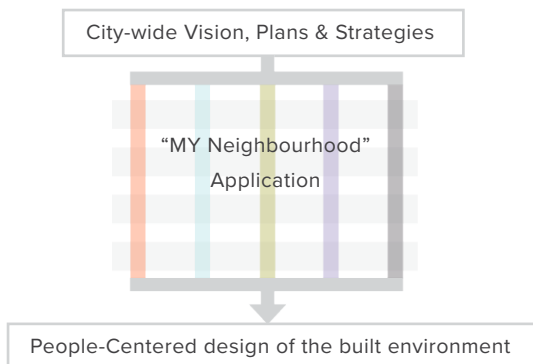 City-wide Vision, Plans & Strategies
“MY Neighbourhood”
Application
People-Centered design of the built environment